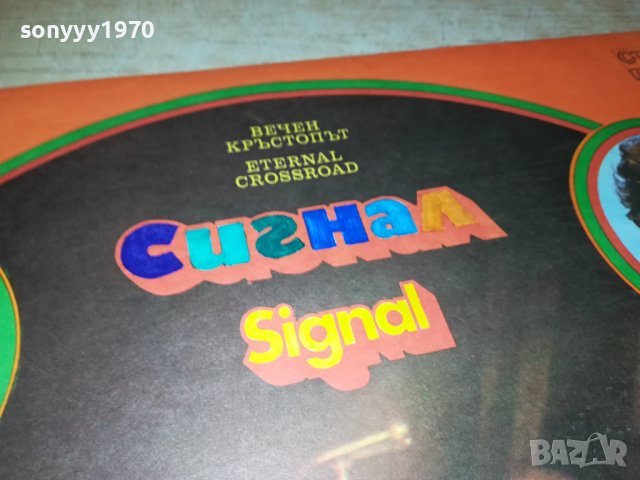 sonyyy1970
ВЕЧЕН
КРЪСТОПЪТ
ETERNAL
CROSSROAD
Сигнал
Signal
BAZAR